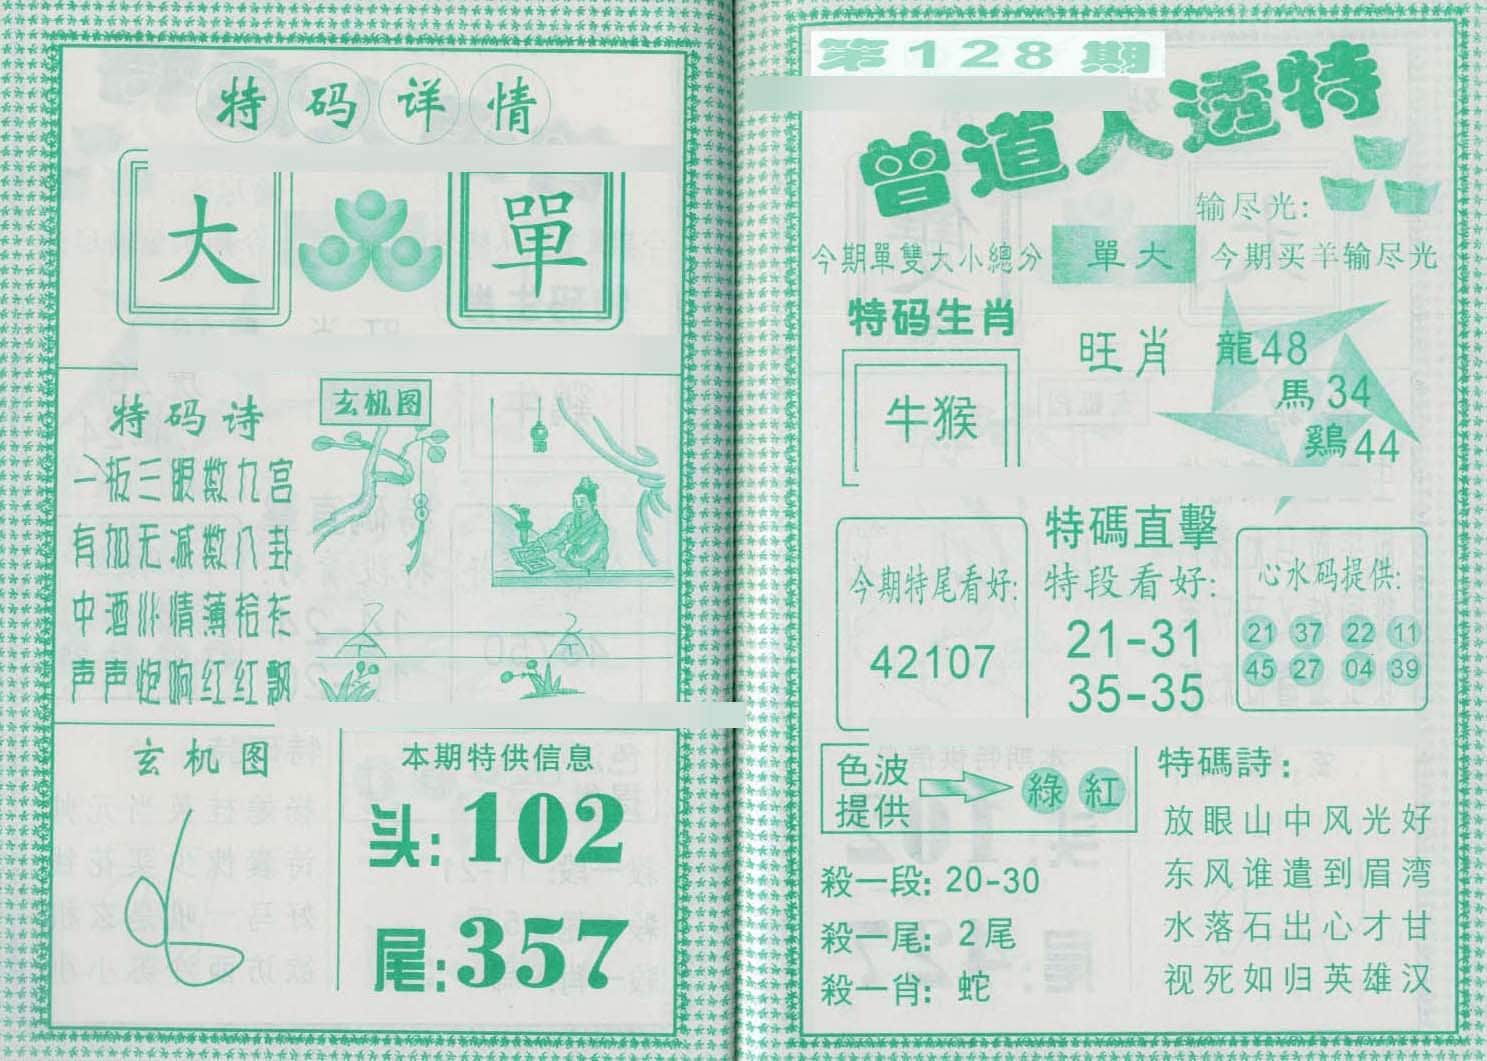 特码详情
大 單
特码诗
玄机图
一板三眼数九宫
有加无减数八卦
中酒心情薄袷衫
声声炮响红红飘
玄机图
本期特供信息
头:102
尾:357
第128期
曾道人透特
输尽光:
今期單雙大小總分 單大 今期买羊输尽光
特码生肖
牛猴
旺肖
龍48
馬34
鷄44
特碼直擊
今期特尾看好:
42107
特段看好:
21-31
35-35
心水码提供:
21 37 22 11
45 27 04 39
色波
提供
綠 紅
殺一段: 20-30
殺一尾: 2尾
殺一肖: 蛇
特碼詩:
放眼山中风光好
东风谁遣到眉湾
水落石出心才甘
视死如归英雄汉